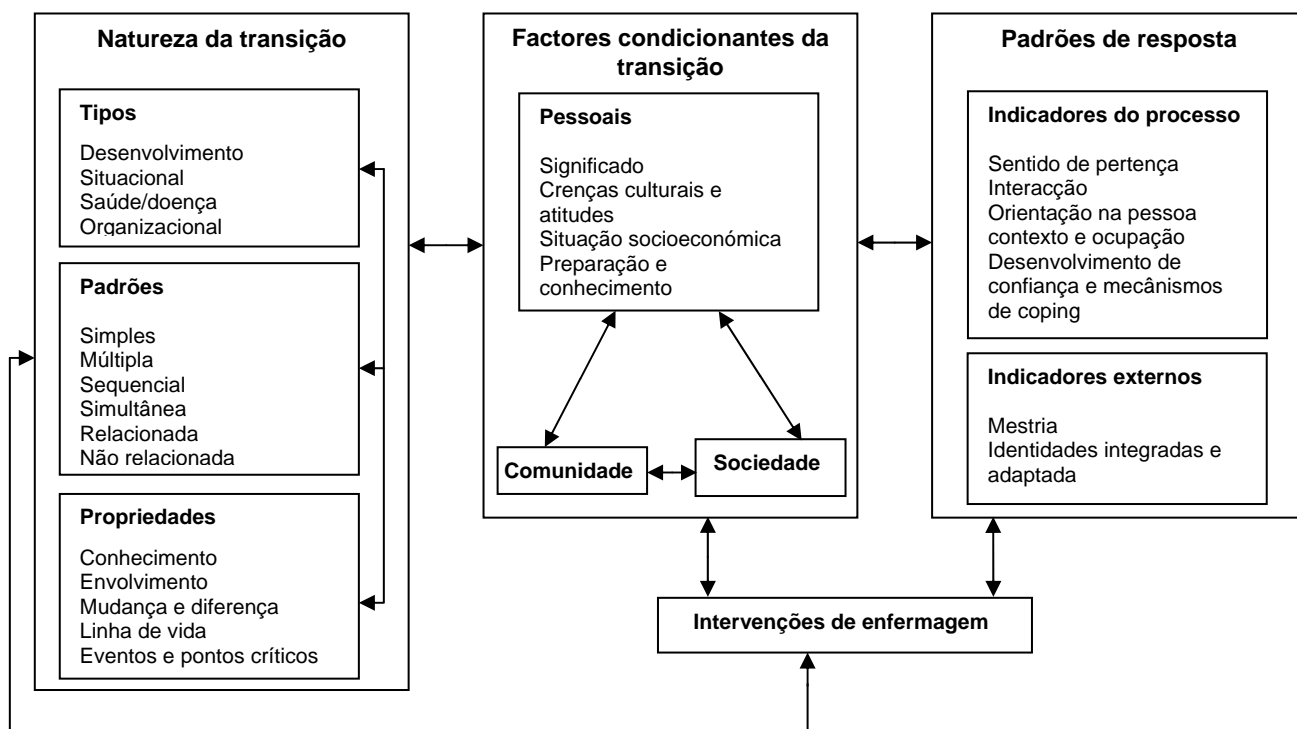 Natureza da transição
Tipos
Desenvolvimento
Situacional
Saúde/doença
Organizacional
Padrões
Simples
Múltipla
Sequencial
Simultânea
Relacionada
Não relacionada
Propriedades
Conhecimento
Envolvimento
Mudança e diferença
Linha de vida
Eventos e pontos críticos
Factores condicionantes da
transição
Pessoais
Significado
Crenças culturais e
atitudes
Situação socioeconómica
Preparação e
conhecimento
Comunidade
Sociedade
Padrões de resposta
Indicadores do processo
Sentido de pertença
Interacção
Orientação na pessoa
contexto e ocupação
Desenvolvimento de
confiança e mecânismos
de coping
Indicadores externos
Mestria
Identidades integradas e
adaptada
Intervenções de enfermagem